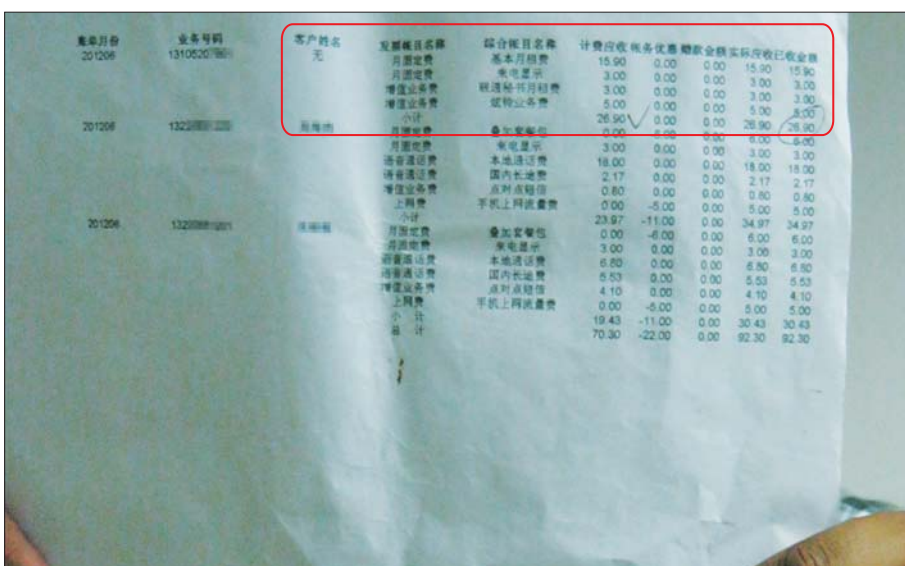 账单月份 业务号码 客户姓名 发票帐目名称 综合帐目名称 计费应收 帐务优惠 赠款金额 实际应收 已收金额
201206 1310520 无 月固定费 基本月租费 15.90 0.00 0.00 15.90 15.90
月固定费 来电显示 3.00 0.00 0.00 3.00 3.00
增值业务费 联通秘书月租费 3.00 0.00 0.00 3.00 3.00
增值业务费 炫铃业务费 5.00 0.00 0.00 5.00 5.00
小计 26.90 0.00 0.00 26.90 26.90
201206 132 月固定费 叠加套餐包 0.00 0.00 6.00 6.00
月固定费 来电显示 3.00 0.00 0.00 3.00 3.00
语音通话费 本地通话费 18.00 0.00 0.00 18.00 18.00
语音通话费 国内长途费 2.17 0.00 0.00 2.17 2.17
增值业务费 点对点短信 0.80 0.00 0.00 0.80 0.80
上网费 手机上网流量费 0.00 -5.00 0.00 5.00 5.00
小计 23.97 -11.00 0.00 34.97 34.97
201206 132 月固定费 叠加套餐包 0.00 -6.00 0.00 6.00 6.00
月固定费 来电显示 3.00 0.00 0.00 3.00 3.00
语音通话费 本地通话费 6.80 0.00 0.00 6.80 6.80
语音通话费 国内长途费 5.53 0.00 0.00 5.53 5.53
增值业务费 点对点短信 4.10 0.00 0.00 4.10 4.10
上网费 手机上网流量费 0.00 -5.00 0.00 5.00 5.00
小 计 19.43 -11.00 0.00 30.43 30.43
总 计 70.30 -22.00 0.00 92.30 92.30